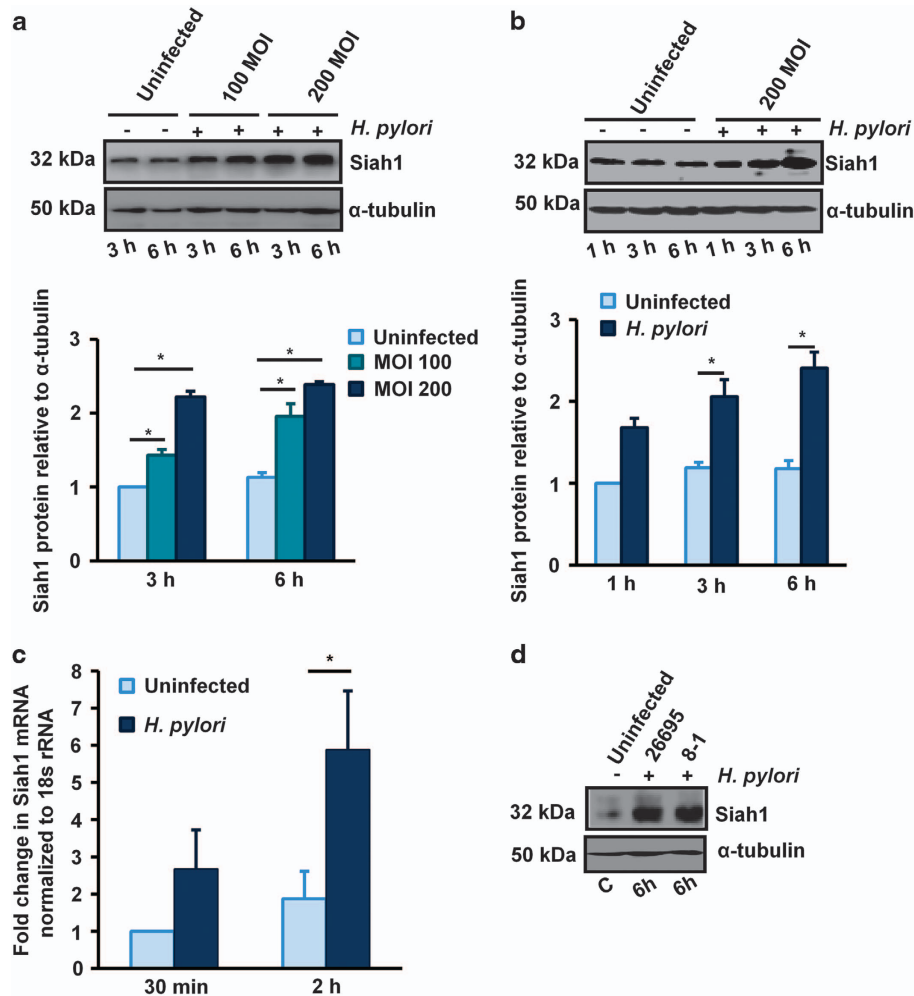 a
Uninfected 100 MOI 200 MOI
- - + + + + H. pylori
32 kDa Siah1
50 kDa α-tubulin
3 h 6 h 3 h 6 h 3 h 6 h
Siah1 protein relative to α-tubulin
3
2
1
0
* * * *
Uninfected
MOI 100
MOI 200
3 h 6 h
b
Uninfected 200 MOI
- - - + + + H. pylori
32 kDa Siah1
50 kDa α-tubulin
1 h 3 h 6 h 1 h 3 h 6 h
Siah1 protein relative to α-tubulin
Uninfected
H. pylori
3
2
1
0
* *
1 h 3 h 6 h
c
Fold change in Siah1 mRNA
normalized to 18s rRNA
8
7
6
5
4
3
2
1
0
Uninfected
H. pylori
*
30 min 2 h
d
Uninfected 26695 8-1
- + + H. pylori
32 kDa Siah1
50 kDa α-tubulin
C 6h 6h